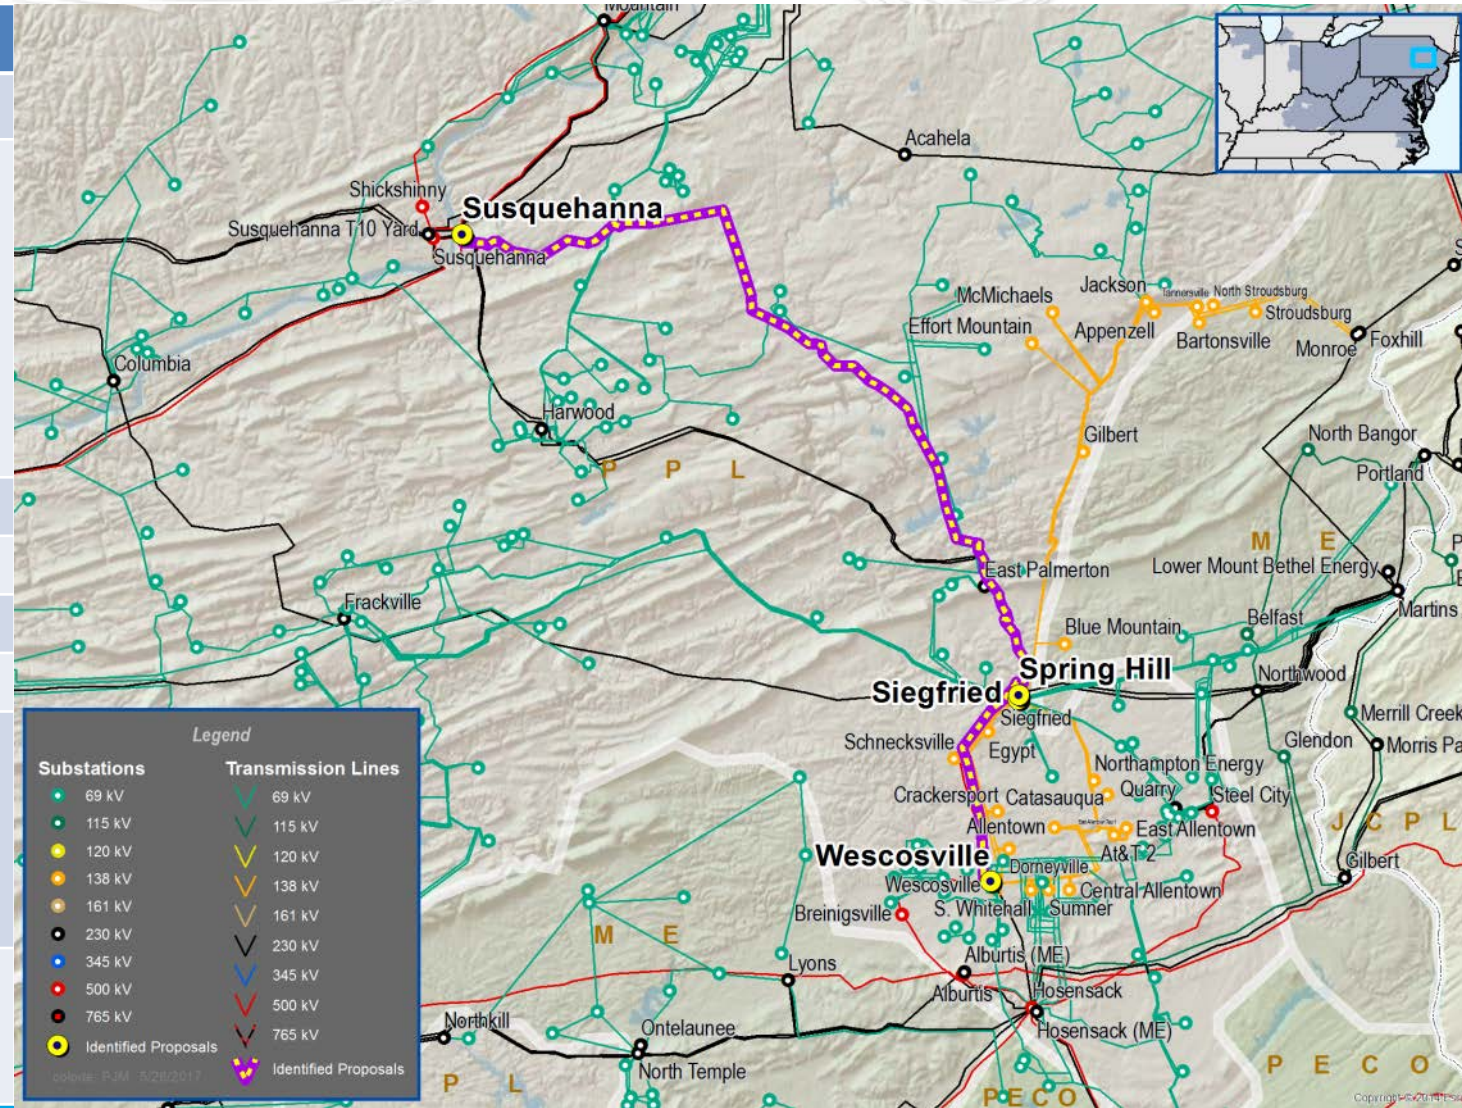 Mountain
Acahela
Shickshinny
Susquehanna
Susquehanna T10 Yard
Susquehanna
McMichaels
Jackson
Tannersville
North Stroudsburg
Effort Mountain
Appenzell
Stroudsburg
Bartonsville
Monroe
Foxhill
Columbia
Harwood
Gilbert
North Bangor
Portland
P P L
M E
East Palmerton
Lower Mount Bethel Energy
Martins
Frackville
Belfast
Blue Mountain
Spring Hill
Siegfried
Siegfried
Northwood
Merrill Creek
Schnecksville
Egypt
Glendon
Morris Pa
Northampton Energy
Crackersport
Catasauqua
Quarry
Steel City
Allentown
East Allentown
J C P L
At&T 2
Wescosville
Dorneyville
Gilbert
Wescosville
Central Allentown
Breinigsville
S. Whitehall
Sumner
M E
Alburtis (ME)
Lyons
Alburtis
Hosensack
Northkill
Ontelaunee
Hosensack (ME)
North Temple
P E C O
P L
PECO
Legend
Substations
69 kV
115 kV
120 kV
138 kV
161 kV
230 kV
345 kV
500 kV
765 kV
Identified Proposals
Transmission Lines
69 kV
115 kV
120 kV
138 kV
161 kV
230 kV
345 kV
500 kV
765 kV
Identified Proposals